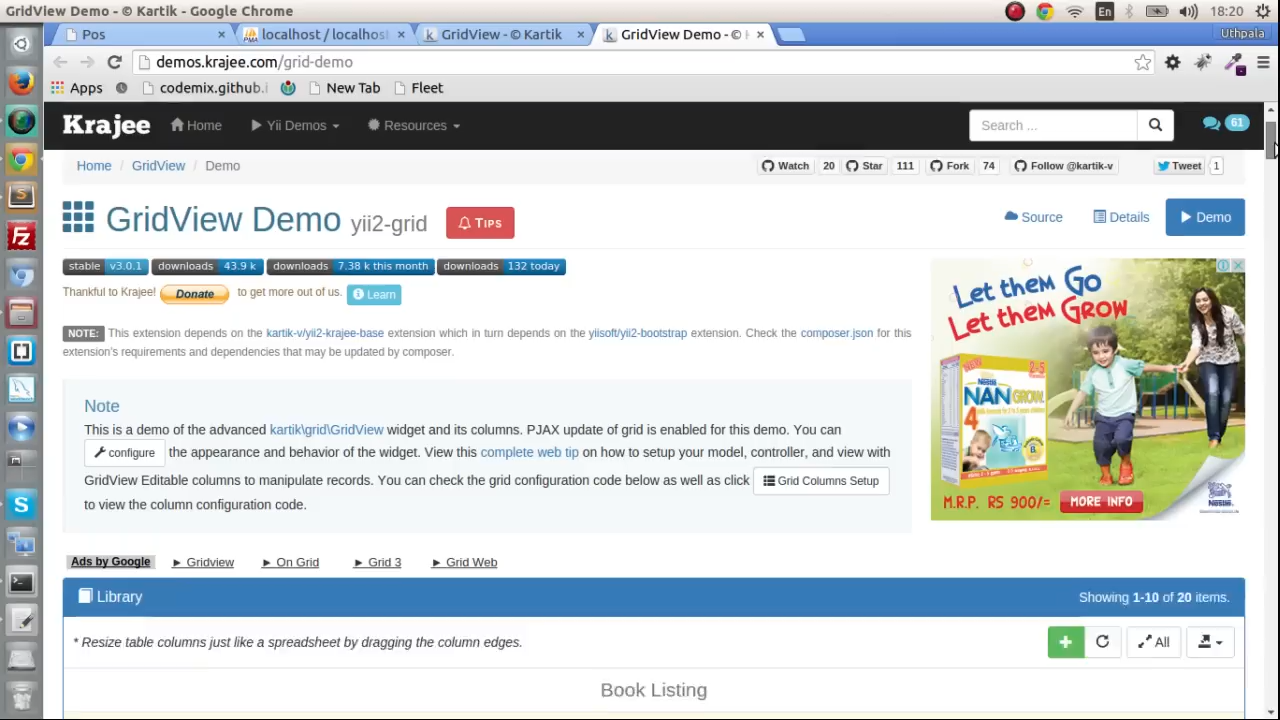 GridView Demo - © Kartik - Google Chrome
En
18:20
Pos
localhost / localhos
GridView - © Kartik
GridView Demo - ©
Uthpala
demos.krajee.com/grid-demo
Apps
codemix.github.i
New Tab
Fleet
Krajee
Home
Yii Demos
Resources
Search ...
61
Home / GridView / Demo
Watch 20 Star 111 Fork 74 Follow @kartik-v Tweet 1
GridView Demo yii2-grid
TIPS
Source
Details
Demo
stable v3.0.1 downloads 43.9 k downloads 7.38 k this month downloads 132 today
Thankful to Krajee! Donate to get more out of us. Learn
NOTE: This extension depends on the kartik-v/yii2-krajee-base extension which in turn depends on the yiisoft/yii2-bootstrap extension. Check the composer.json for this
extension's requirements and dependencies that may be updated by composer.
Note
This is a demo of the advanced kartik\grid\GridView widget and its columns. PJAX update of grid is enabled for this demo. You can
configure the appearance and behavior of the widget. View this complete web tip on how to setup your model, controller, and view with
GridView Editable columns to manipulate records. You can check the grid configuration code below as well as click Grid Columns Setup
to view the column configuration code.
Let them Go
Let them GROW
NEW
2-5
Nestlé
NAN GROW
4
M.R.P. RS 900/=
MORE INFO
Nestlé
Ads by Google
► Gridview
► On Grid
► Grid 3
► Grid Web
Library
Showing 1-10 of 20 items.
* Resize table columns just like a spreadsheet by dragging the column edges.
All
Book Listing